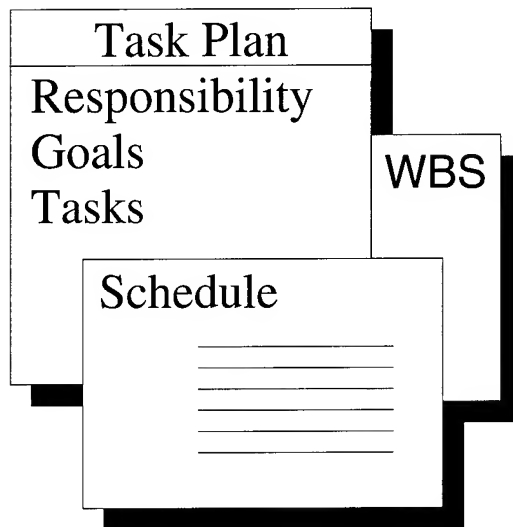 Task Plan
Responsibility
Goals
Tasks
WBS
Schedule